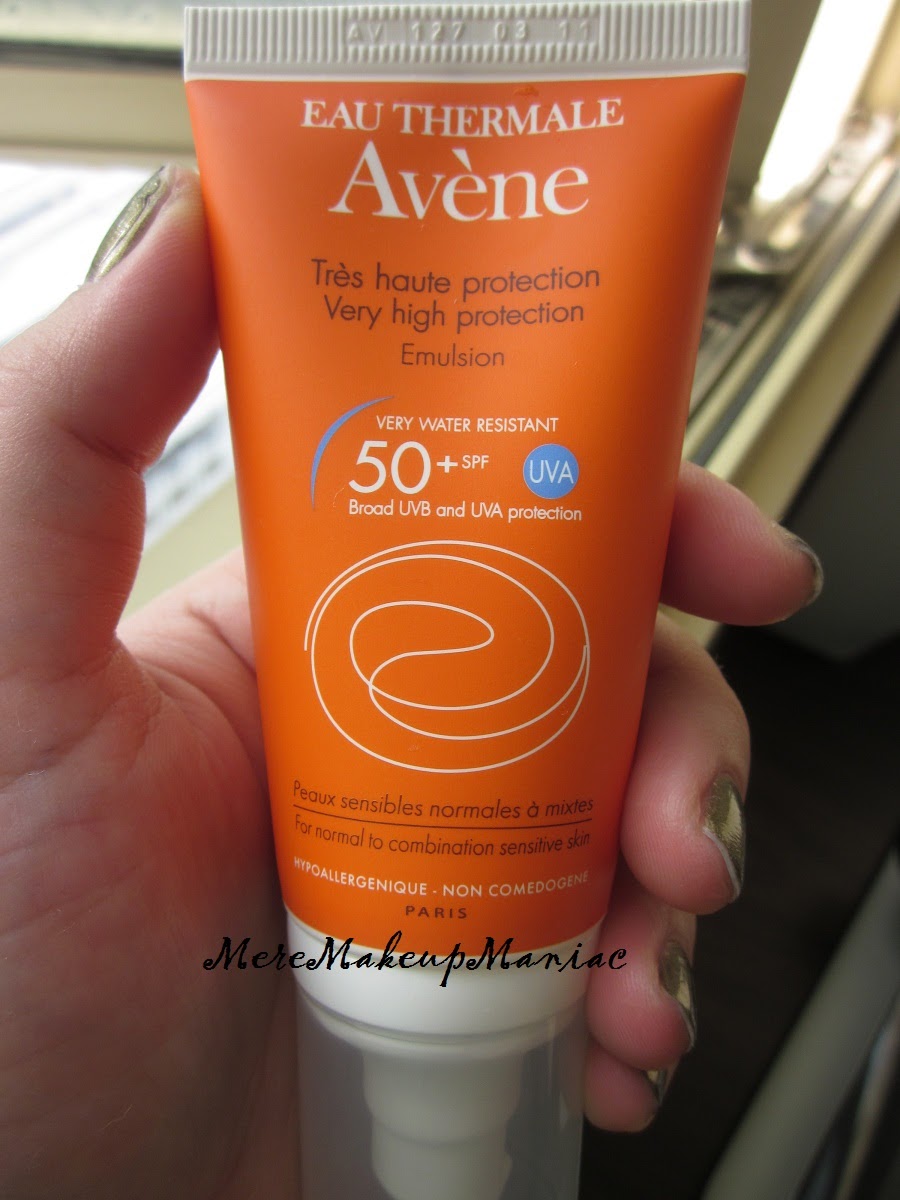 AV 127 03 11
EAU THERMALE
Avène
Très haute protection
Very high protection
Emulsion
VERY WATER RESISTANT
50+ SPF UVA
Broad UVB and UVA protection
Peaux sensibles normales à mixtes
For normal to combination sensitive skin
HYPOALLERGENIQUE - NON COMEDOGENE
PARIS
MereMakeupManiac